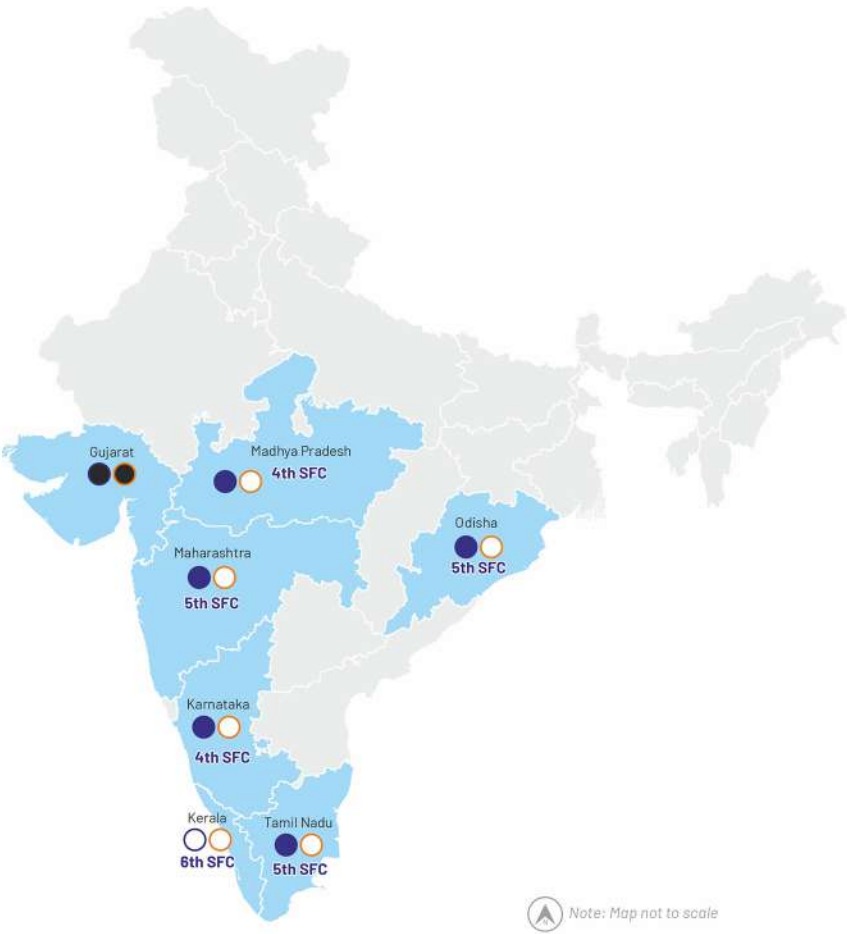 Gujarat
Madhya Pradesh
4th SFC
Odisha
5th SFC
Maharashtra
5th SFC
Karnataka
4th SFC
Kerala
6th SFC
Tamil Nadu
5th SFC
Note: Map not to scale